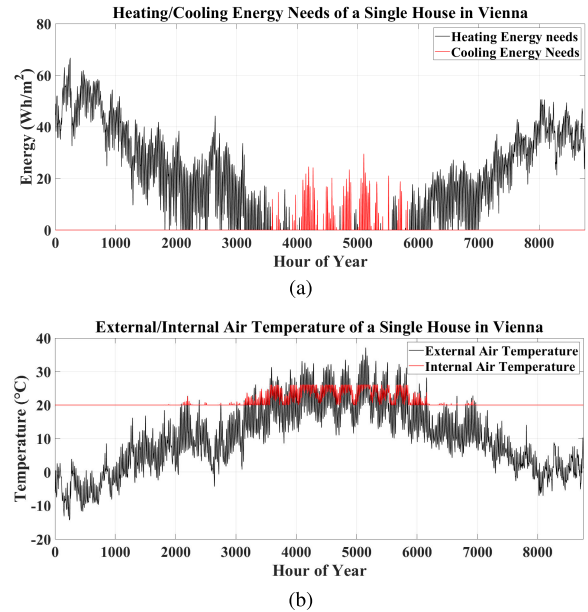 Heating/Cooling Energy Needs of a Single House in Vienna
80
60
40
20
0
Energy (Wh/m²)
Heating Energy needs
Cooling Energy Needs
0 1000 2000 3000 4000 5000 6000 7000 8000
Hour of Year
(a)
External/Internal Air Temperature of a Single House in Vienna
40
30
20
10
0
-10
-20
Temperature (°C)
External Air Temperature
Internal Air Temperature
0 1000 2000 3000 4000 5000 6000 7000 8000
Hour of Year
(b)